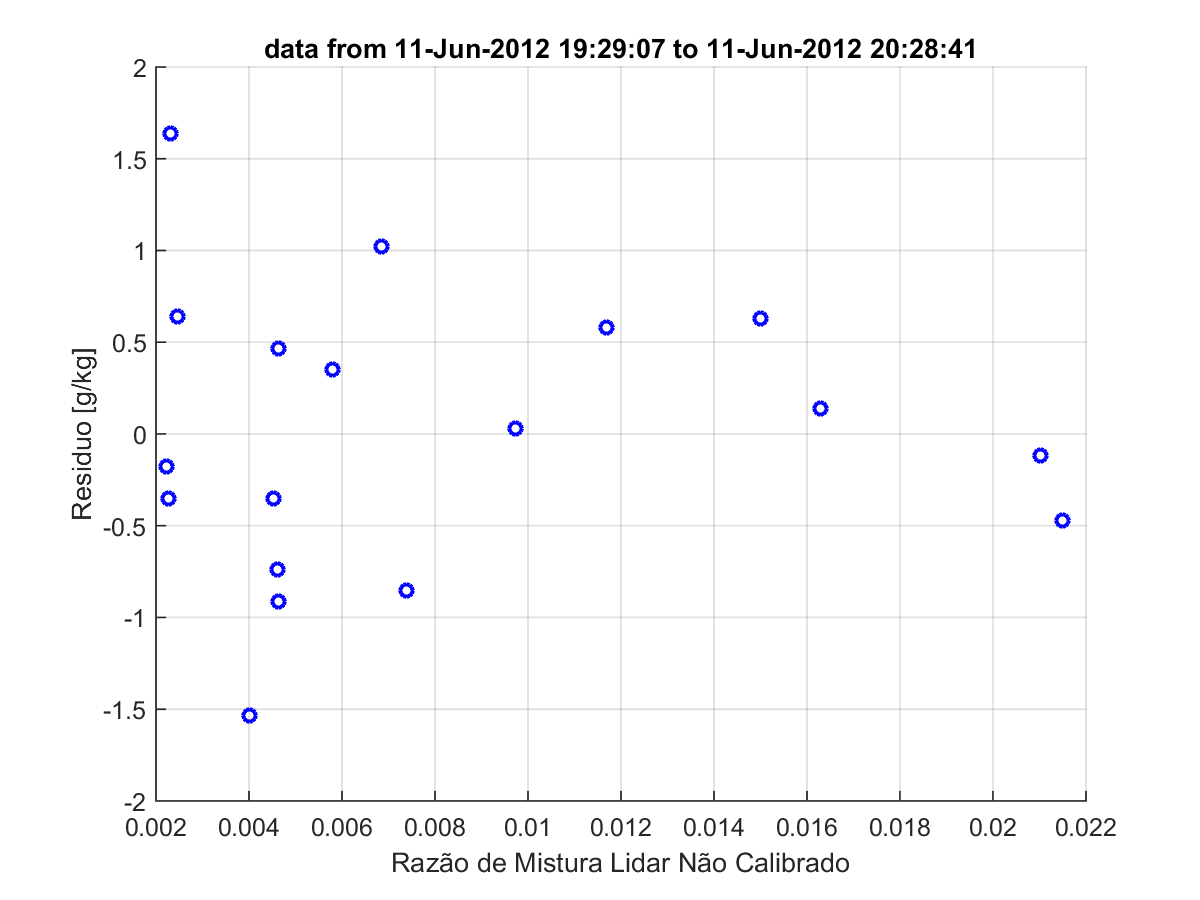 data from 11-Jun-2012 19:29:07 to 11-Jun-2012 20:28:41
2
1.5
1
0.5
0
-0.5
-1
-1.5
-2
Residuo [g/kg]
0.002 0.004 0.006 0.008 0.01 0.012 0.014 0.016 0.018 0.02 0.022
Razão de Mistura Lidar Não Calibrado